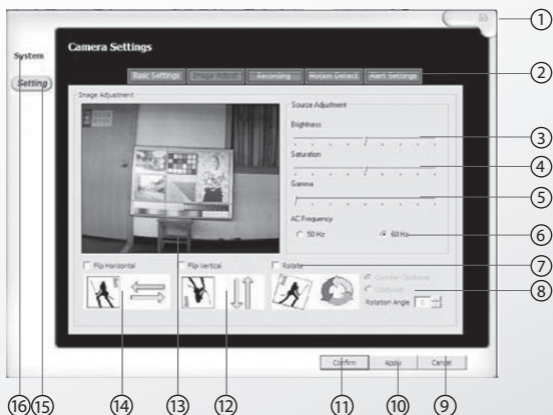 ①
Camera Settings
System
Setting
Basic Settings Image Adjust Recording Motion Detect Alert Settings
②
Image Adjustment
Source Adjustment
Brightness
③
Saturation
④
Gamma
⑤
AC Frequency
50 Hz 60 Hz
⑥
Flip Horizontal Flip Vertical Rotate
⑦
Counter Clockwise
Clockwise
⑧
Rotation Angle
Confirm Apply Cancel
⑯ ⑮ ⑭ ⑬ ⑫ ⑪ ⑩ ⑨